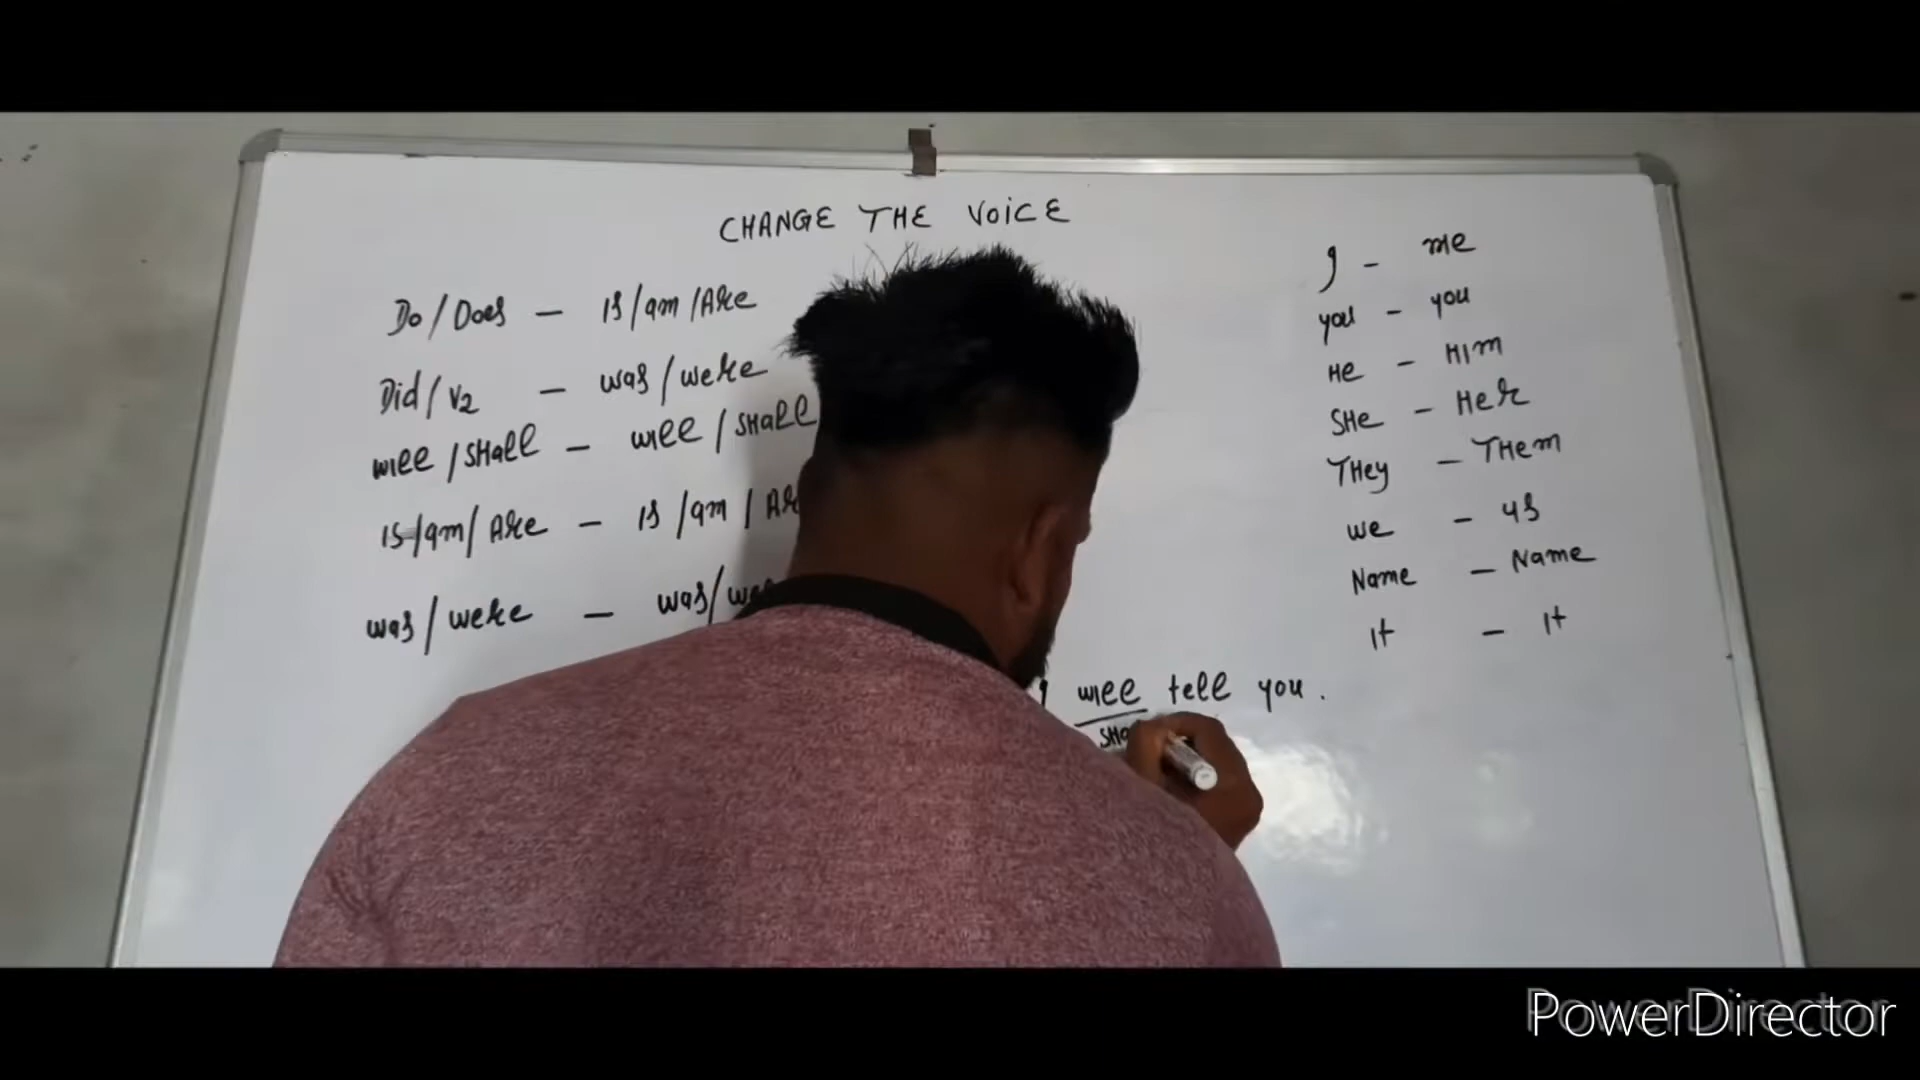 CHANGE THE VOICE
Do/Does - is/am/Are
Did/V2 - was/were
will/SHall - will/SHall
is/am/Are - is/am/
was/were - was/
I - me
you - you
He - HIm
SHe - Her
THey - THem
we - us
Name - Name
It - It
will tell you.
PowerDirector